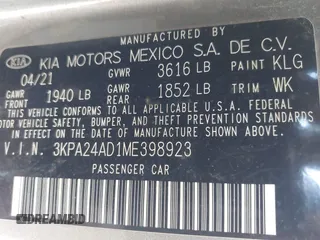 MANUFACTURED BY
KIA KIA MOTORS MEXICO S.A. DE C.V.
04/21 GVWR 3616 LB PAINT KLG
FRONT GAWR 1940 LB REAR GAWR 1852 LB TRIM WK
THIS VEHICLE CONFORMS TO ALL APPLICABLE FEDERAL
MOTOR VEHICLE SAFETY, BUMPER, AND THEFT PREVENTION
STANDARDS IN EFFECT ON THE DATE OF MANUFACTURE SHOWN ABOVE.
V.I.N. 3KPA24AD1ME398923
PASSENGER CAR
DREAMBID